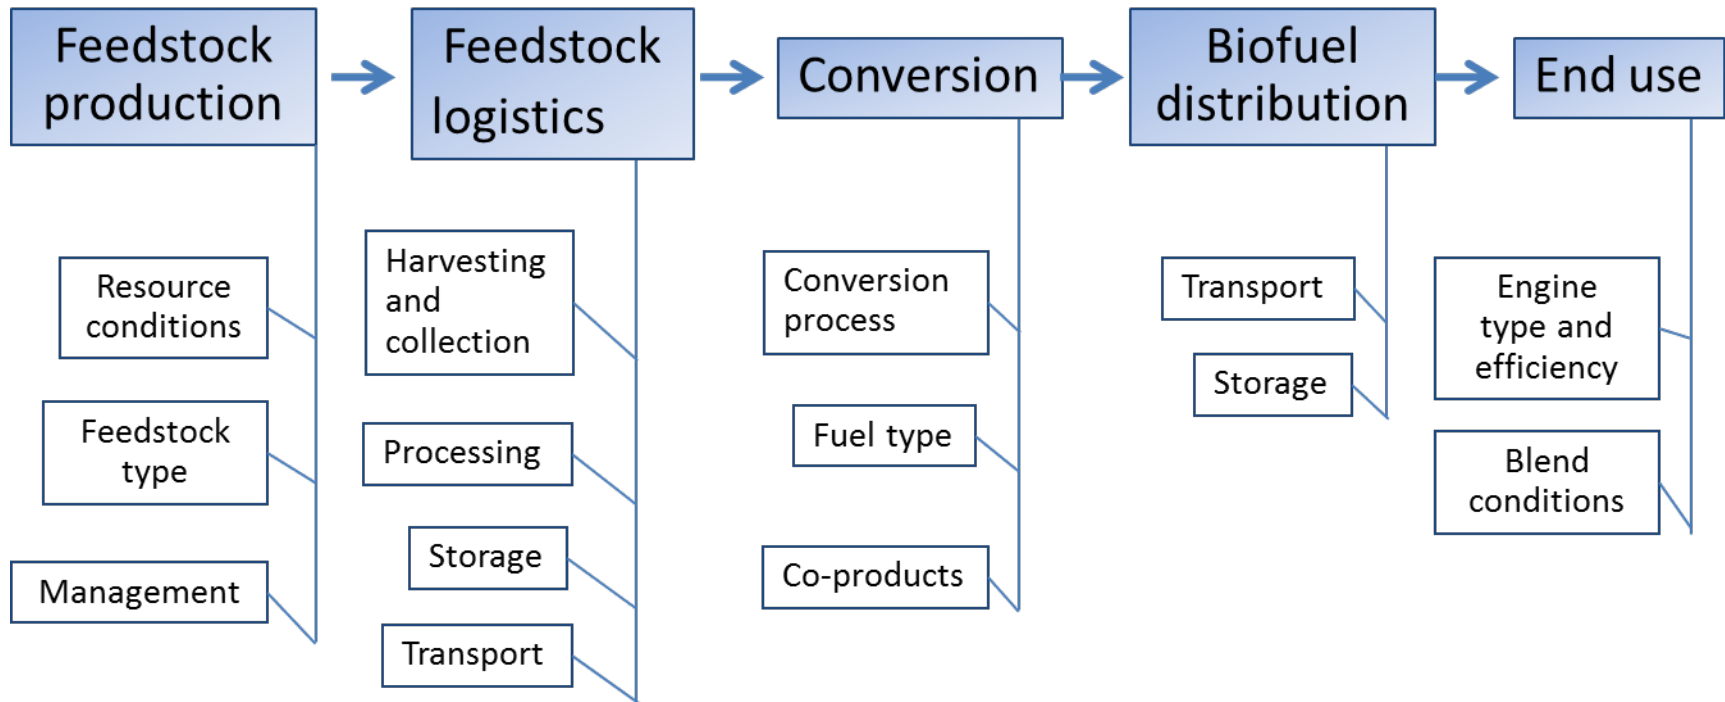 Feedstock
production
Feedstock
logistics
Conversion
Biofuel
distribution
End use
Resource
conditions
Feedstock
type
Management
Harvesting
and
collection
Processing
Storage
Transport
Conversion
process
Fuel type
Co-products
Transport
Storage
Engine
type and
efficiency
Blend
conditions